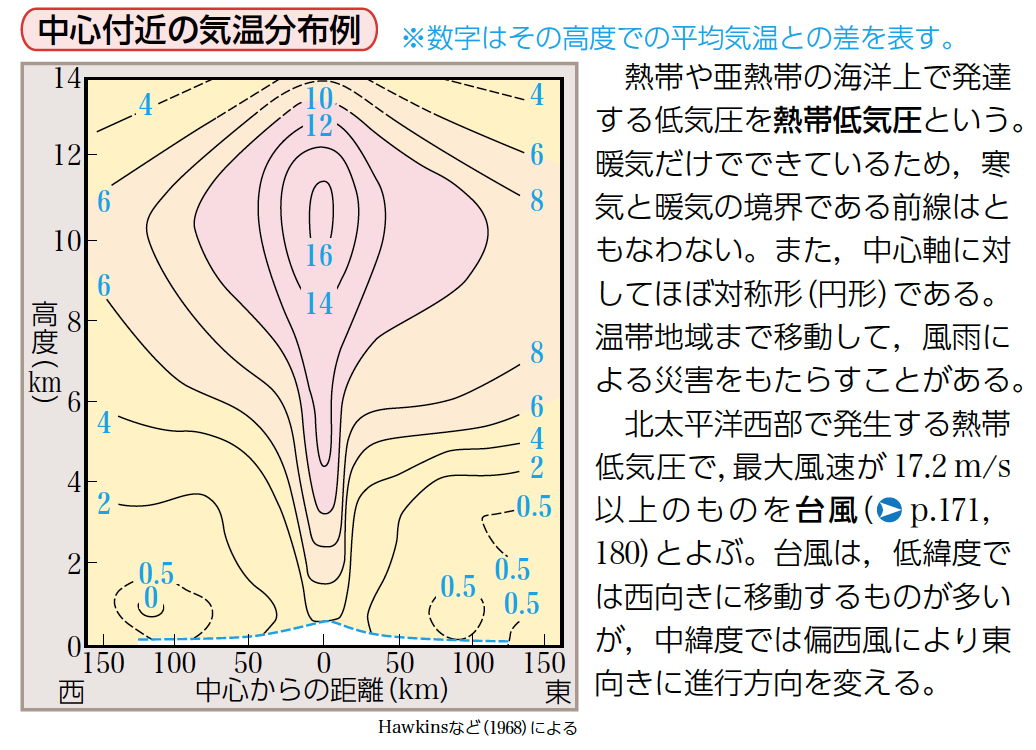 中心付近の気温分布例
※数字はその高度での平均気温との差を表す。
14
12
10
8
6
4
2
0
高度(km)
4
10
12
4
6
6
8
6
16
14
8
4
6
4
2
2
0.5
0.5
0.5
0.5
0.5
0
150 100 50 0 50 100 150
西 中心からの距離(km) 東
Hawkinsなど(1968)による
熱帯や亜熱帯の海洋上で発達
する低気圧を熱帯低気圧という。
暖気だけでできているため，寒
気と暖気の境界である前線はと
もなわない。また，中心軸に対
してほぼ対称形(円形)である。
温帯地域まで移動して，風雨に
よる災害をもたらすことがある。
北太平洋西部で発生する熱帯
低気圧で，最大風速が 17.2 m/s
以上のものを台風(➤p.171，
180)とよぶ。台風は，低緯度で
は西向きに移動するものが多い
が，中緯度では偏西風により東
向きに進行方向を変える。